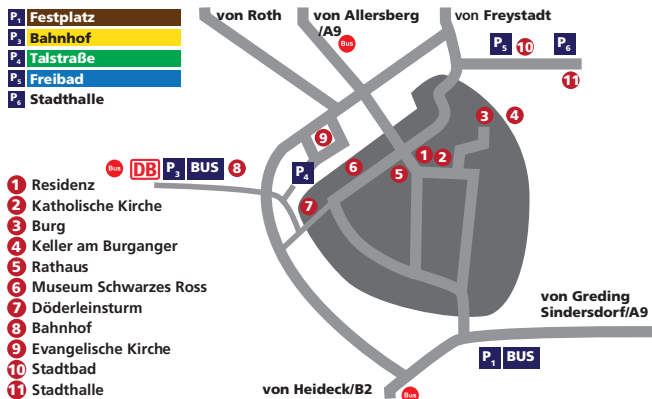 P1 Festplatz
P3 Bahnhof
P4 Talstraße
P5 Freibad
P6 Stadthalle
von Roth
von Allersberg
/A9
Bus
von Freystadt
P5 10 P6
11
3 4
9
1 2
6
5
P4
7
Bus DB P3 BUS 8
1 Residenz
2 Katholische Kirche
3 Burg
4 Keller am Burganger
5 Rathaus
6 Museum Schwarzes Ross
7 Döderleinsturm
8 Bahnhof
9 Evangelische Kirche
10 Stadtbad
11 Stadthalle
von Greding
Sindersdorf/A9
P1 BUS
von Heideck/B2
Bus